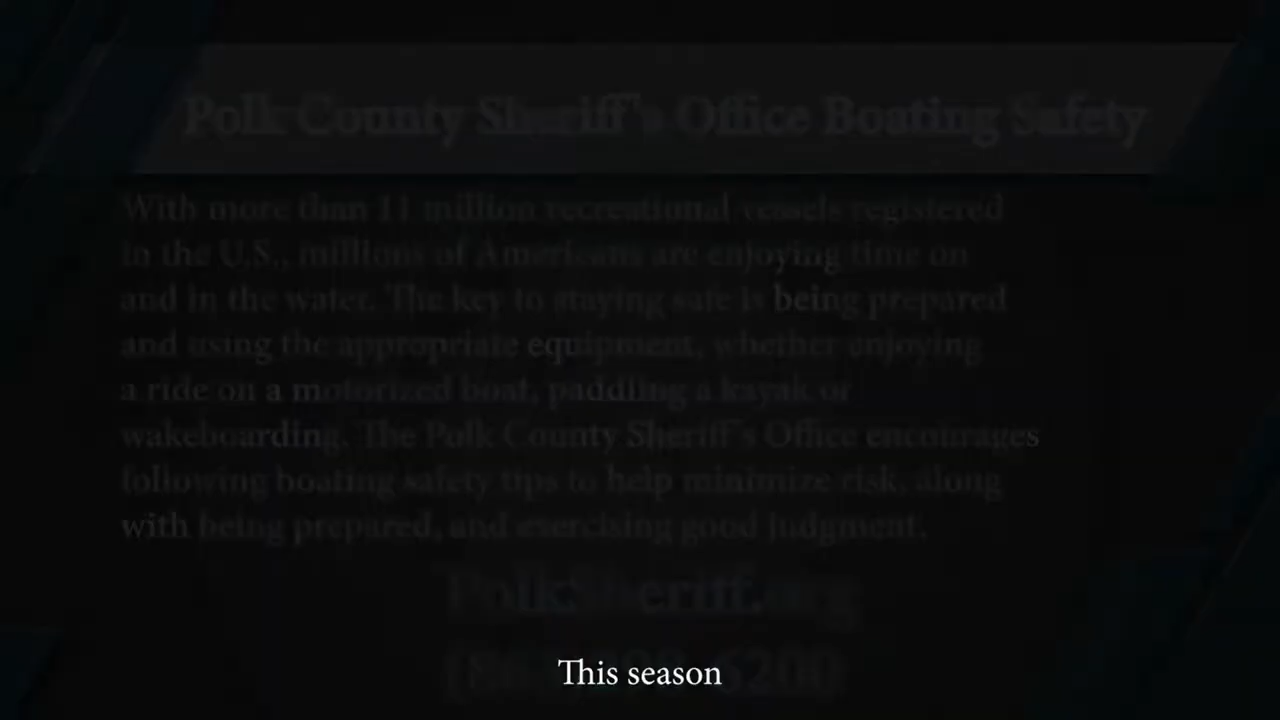 Polk County Sheriff's Office Boating Safety
With more than 11 million recreational vessels registered
in the U.S., millions of Americans are enjoying time on
and in the water. The key to staying safe is being prepared
and using the appropriate equipment, whether enjoying
a ride on a motorized boat, paddling a kayak or
wakeboarding. The Polk County Sheriff's Office encourages
following boating safety tips to help minimize risk, along
with being prepared, and exercising good judgment.
PolkSheriff.org
6200
This season